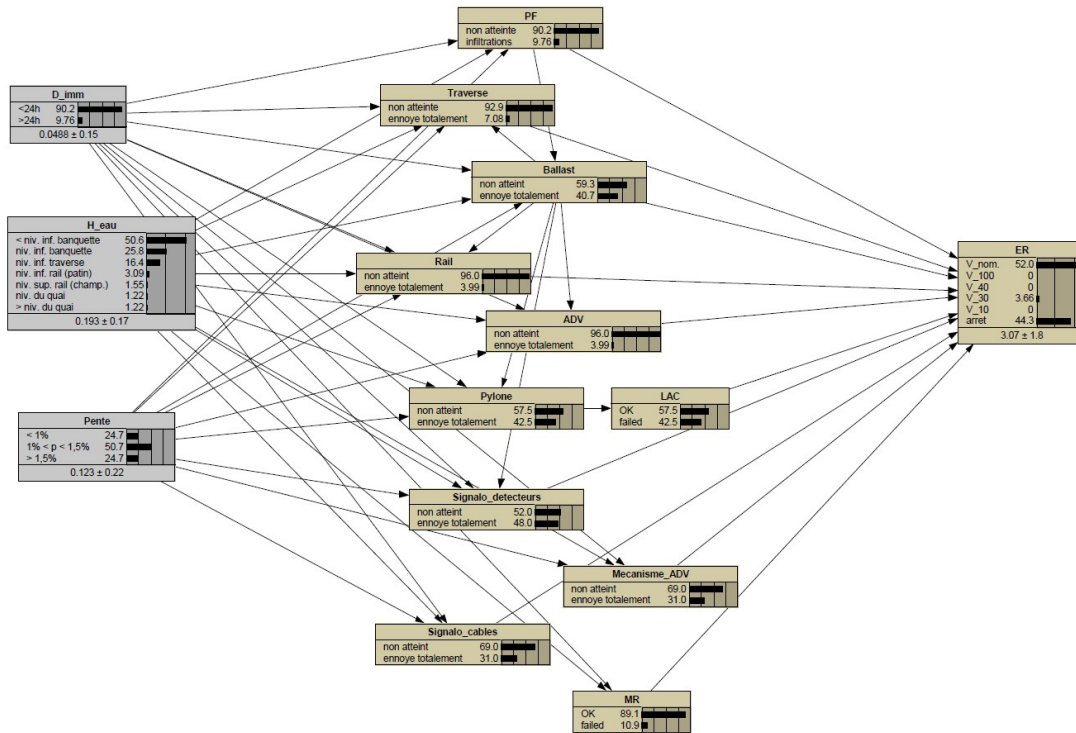 PF
non atteinte 90.2
infiltrations 9.76
D_imm
<24h 90.2
>24h 9.76
0.0488 ± 0.15
Traverse
non atteinte 92.9
ennoye totalement 7.08
Ballast
non atteint 59.3
ennoye totalement 40.7
H_eau
< niv. inf. banquette 50.6
niv. inf. banquette 25.8
niv. inf. traverse 16.4
niv. inf. rail (patin) 3.09
niv. sup. rail (champ.) 1.55
niv. du quai 1.22
> niv. du quai 1.22
0.193 ± 0.17
Rail
non atteint 96.0
ennoye totalement 3.99
ER
V_nom. 52.0
V_100 0
V_40 0
V_30 3.66
V_10 0
arret 44.3
3.07 ± 1.8
ADV
non atteint 96.0
ennoye totalement 3.99
Pylone
non atteint 57.5
ennoye totalement 42.5
LAC
OK 57.5
failed 42.5
Pente
< 1% 24.7
1% < p < 1,5% 50.7
> 1,5% 24.7
0.123 ± 0.22
Signalo_detecteurs
non atteint 52.0
ennoye totalement 48.0
Mecanisme_ADV
non atteint 69.0
ennoye totalement 31.0
Signalo_cables
non atteint 69.0
ennoye totalement 31.0
MR
OK 89.1
failed 10.9